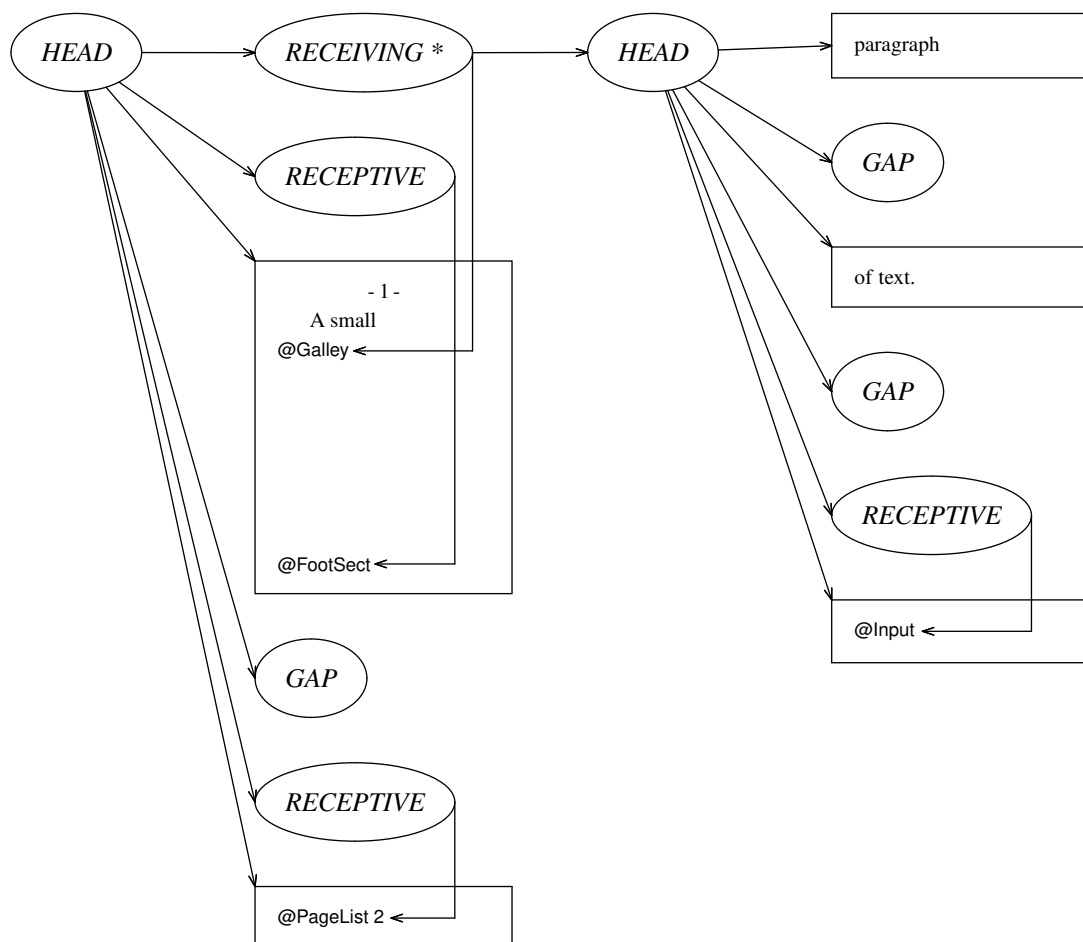 HEAD
RECEIVING *
HEAD
paragraph
GAP
RECEPTIVE
of text.
- 1 -
A small
@Galley
GAP
RECEPTIVE
@FootSect
@Input
GAP
RECEPTIVE
@PageList 2